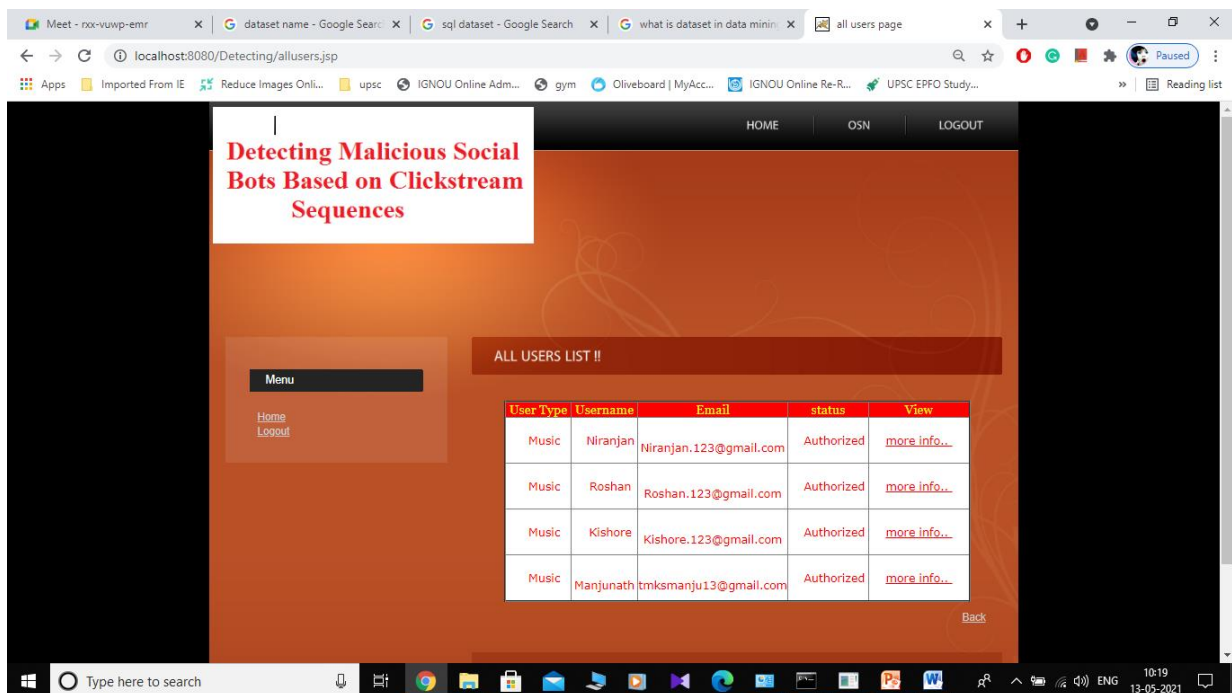 Meet - rxx-vuwp-emr
dataset name - Google Searc
sql dataset - Google Search
what is dataset in data minin
all users page
localhost:8080/Detecting/allusers.jsp
Paused
Apps
Imported From IE
Reduce Images Onli...
upsc
IGNOU Online Adm...
gym
Oliveboard | MyAcc...
IGNOU Online Re-R...
UPSC EPFO Study...
»
Reading list
HOME
OSN
LOGOUT
Detecting Malicious Social
Bots Based on Clickstream
Sequences
ALL USERS LIST !!
Menu
Home
Logout
User Type Username Email status View
Music Niranjan Niranjan.123@gmail.com Authorized more info..
Music Roshan Roshan.123@gmail.com Authorized more info..
Music Kishore Kishore.123@gmail.com Authorized more info..
Music Manjunath tmksmanju13@gmail.com Authorized more info..
Back
Type here to search
ENG
10:19
13-05-2021